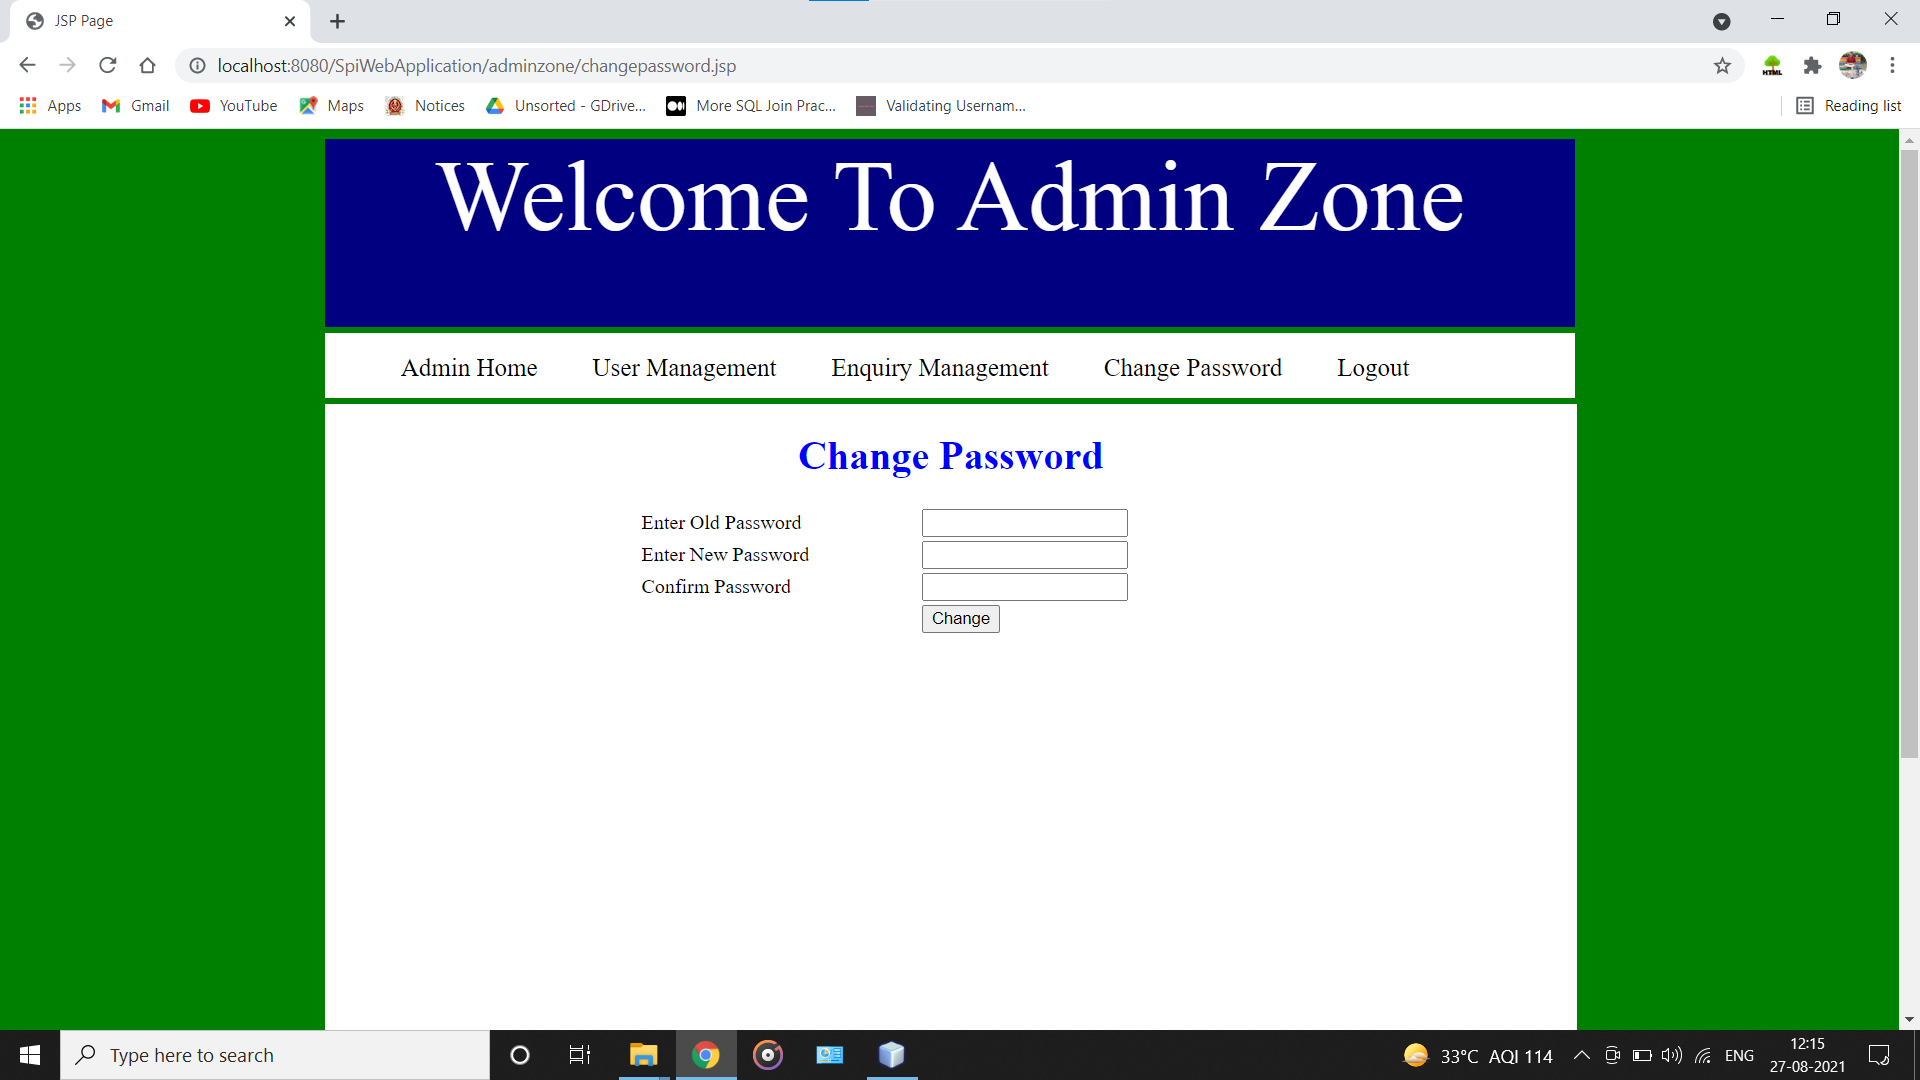 JSP Page
localhost:8080/SpiWebApplication/adminzone/changepassword.jsp
HTML
Apps Gmail YouTube Maps Notices Unsorted - GDrive... More SQL Join Prac... Validating Usernam... Reading list
Welcome To Admin Zone
Admin Home User Management Enquiry Management Change Password Logout
Change Password
Enter Old Password
Enter New Password
Confirm Password
Change
Type here to search
33°C AQI 114
ENG
12:15
27-08-2021